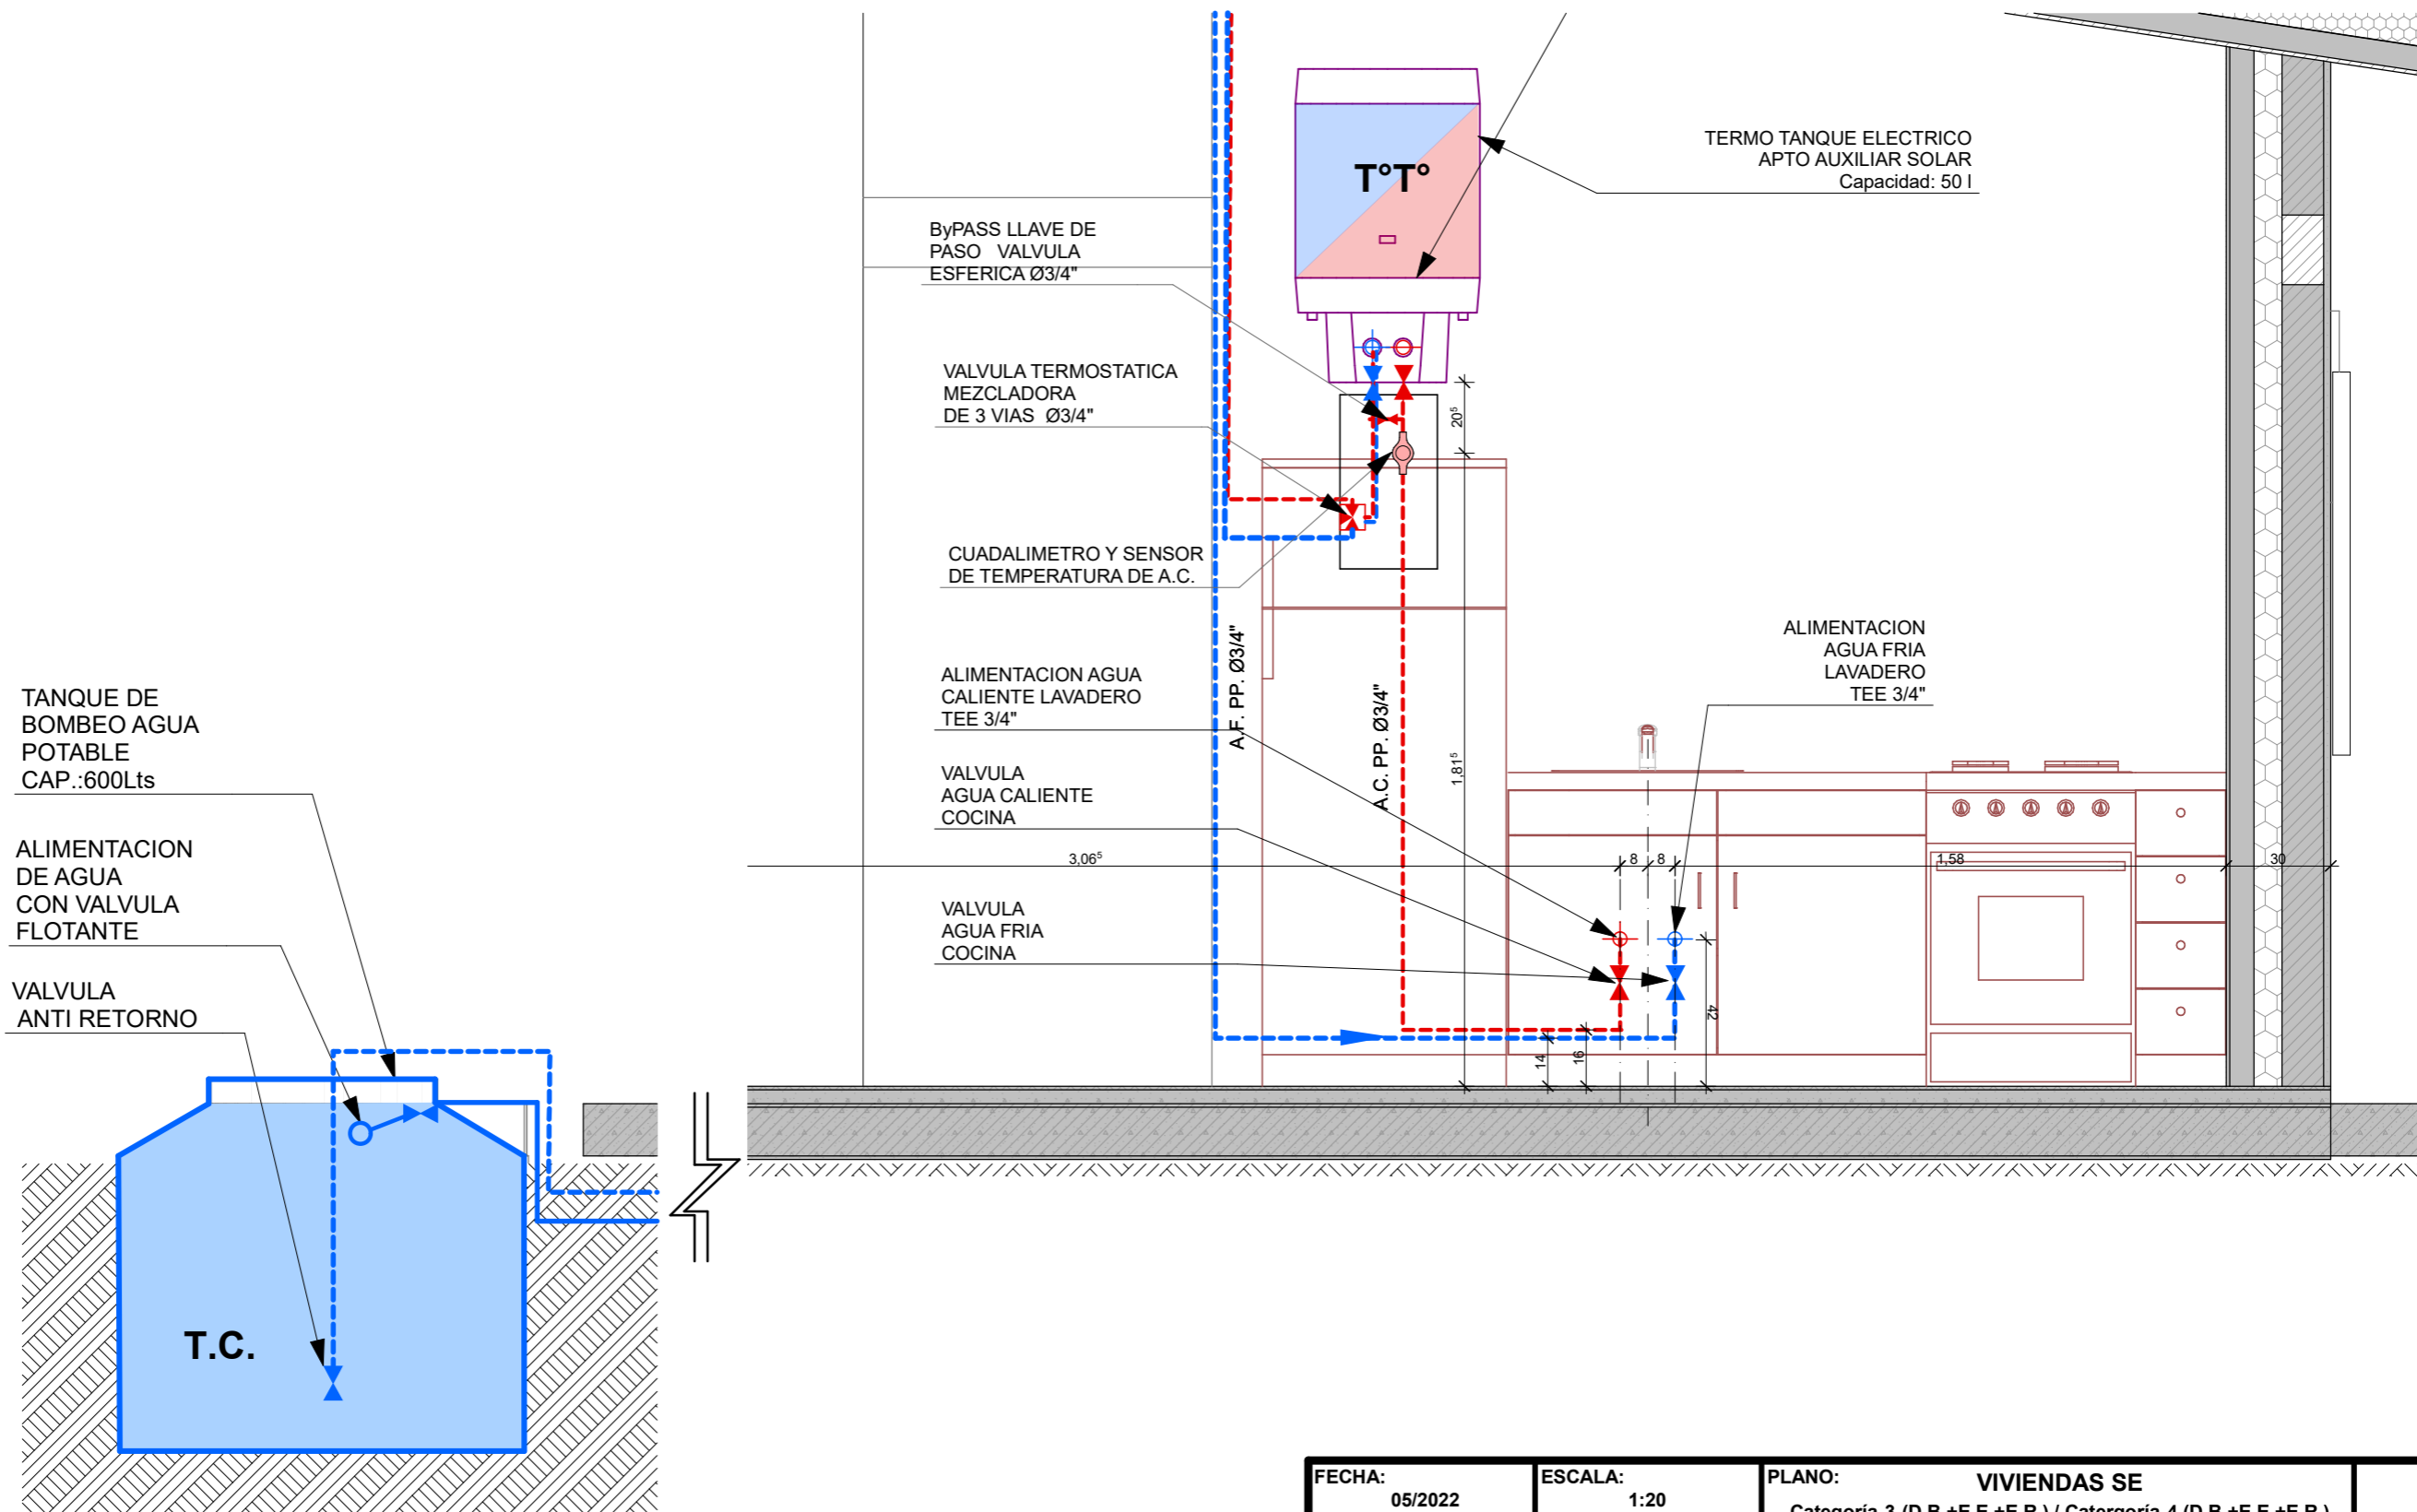 TERMO TANQUE ELECTRICO
APTO AUXILIAR SOLAR
Capacidad: 50 l
T°T°
ByPASS LLAVE DE
PASO VALVULA
ESFERICA Ø3/4"
VALVULA TERMOSTATICA
MEZCLADORA
DE 3 VIAS Ø3/4"
20⁵
CUADALIMETRO Y SENSOR
DE TEMPERATURA DE A.C.
ALIMENTACION AGUA
CALIENTE LAVADERO
TEE 3/4"
A.F. PP. Ø3/4"
A.C. PP. Ø3/4"
1,81⁵
ALIMENTACION
AGUA FRIA
LAVADERO
TEE 3/4"
VALVULA
AGUA CALIENTE
COCINA
3,06⁵
8
8
1,58
30
VALVULA
AGUA FRIA
COCINA
42
14
16
TANQUE DE
BOMBEO AGUA
POTABLE
CAP.:600Lts
ALIMENTACION
DE AGUA
CON VALVULA
FLOTANTE
VALVULA
ANTI RETORNO
T.C.
FECHA:
05/2022
ESCALA:
1:20
PLANO:
VIVIENDAS SE
Categoría 3 (D.B.+E.E.+E.R.) / Catergoría 4 (D.B.+E.E.+E.R.)